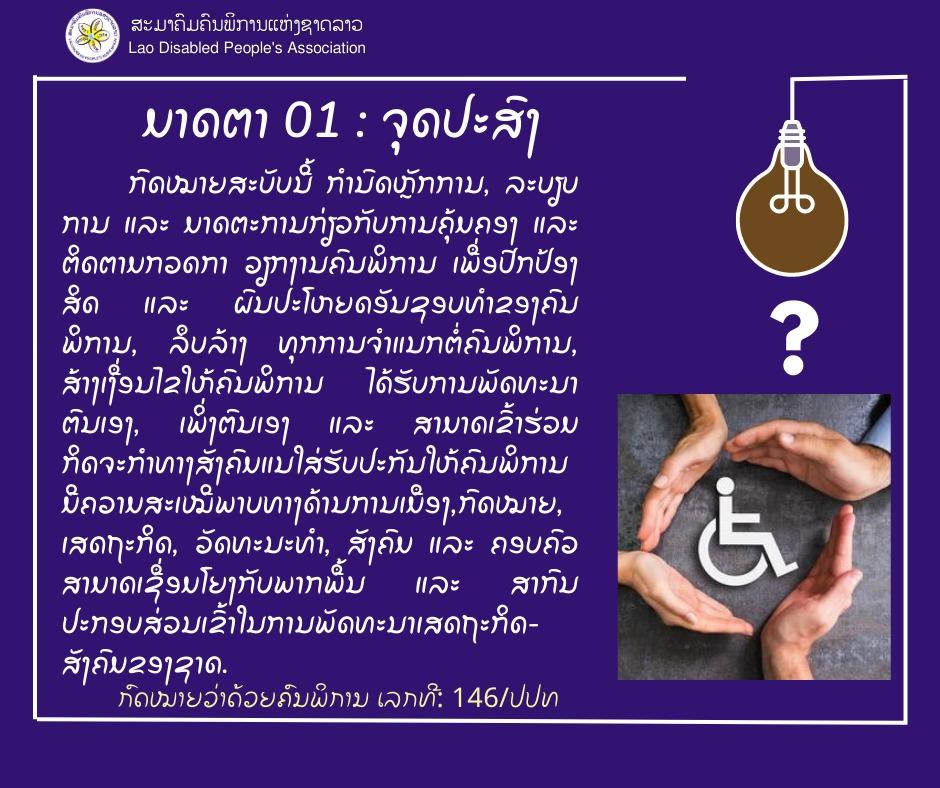 ສະມາຄົມຄົນພິການແຫ່ງຊາດລາວ
Lao Disabled People's Association
ມາດຕາ 01 : ຈຸດປະສົງ
ກົດໝາຍສະບັບນີ້ ກຳນົດຫຼັກການ, ລະບຽບ
ການ ແລະ ມາດຕະການກ່ຽວກັບການຄຸ້ມຄອງ ແລະ
ຕິດຕາມກວດກາ ວຽກງານຄົນພິການ ເພື່ອປົກປ້ອງ
ສິດ ແລະ ຜົນປະໂຫຍດອັນຊອບທຳຂອງຄົນ
ພິການ, ລຶບລ້າງ ທຸກການຈຳແນກຕໍ່ຄົນພິການ,
ສ້າງເງື່ອນໄຂໃຫ້ຄົນພິການ ໄດ້ຮັບການພັດທະນາ
ຕົນເອງ, ເພິ່ງຕົນເອງ ແລະ ສາມາດເຂົ້າຮ່ວມ
ກິດຈະກຳທາງສັງຄົມແນໃສ່ຮັບປະກັນໃຫ້ຄົນພິການ
ມີຄວາມສະເໝີພາບທາງດ້ານການເມືອງ,ກົດໝາຍ,
ເສດຖະກິດ, ວັດທະນະທຳ, ສັງຄົມ ແລະ ຄອບຄົວ
ສາມາດເຊື່ອມໂຍງກັບພາກພື້ນ ແລະ ສາກົນ
ປະກອບສ່ວນເຂົ້າໃນການພັດທະນາເສດຖະກິດ-
ສັງຄົມຂອງຊາດ.
ກົດໝາຍວ່າດ້ວຍຄົນພິການ ເລກທີ: 146/ປປທ
?